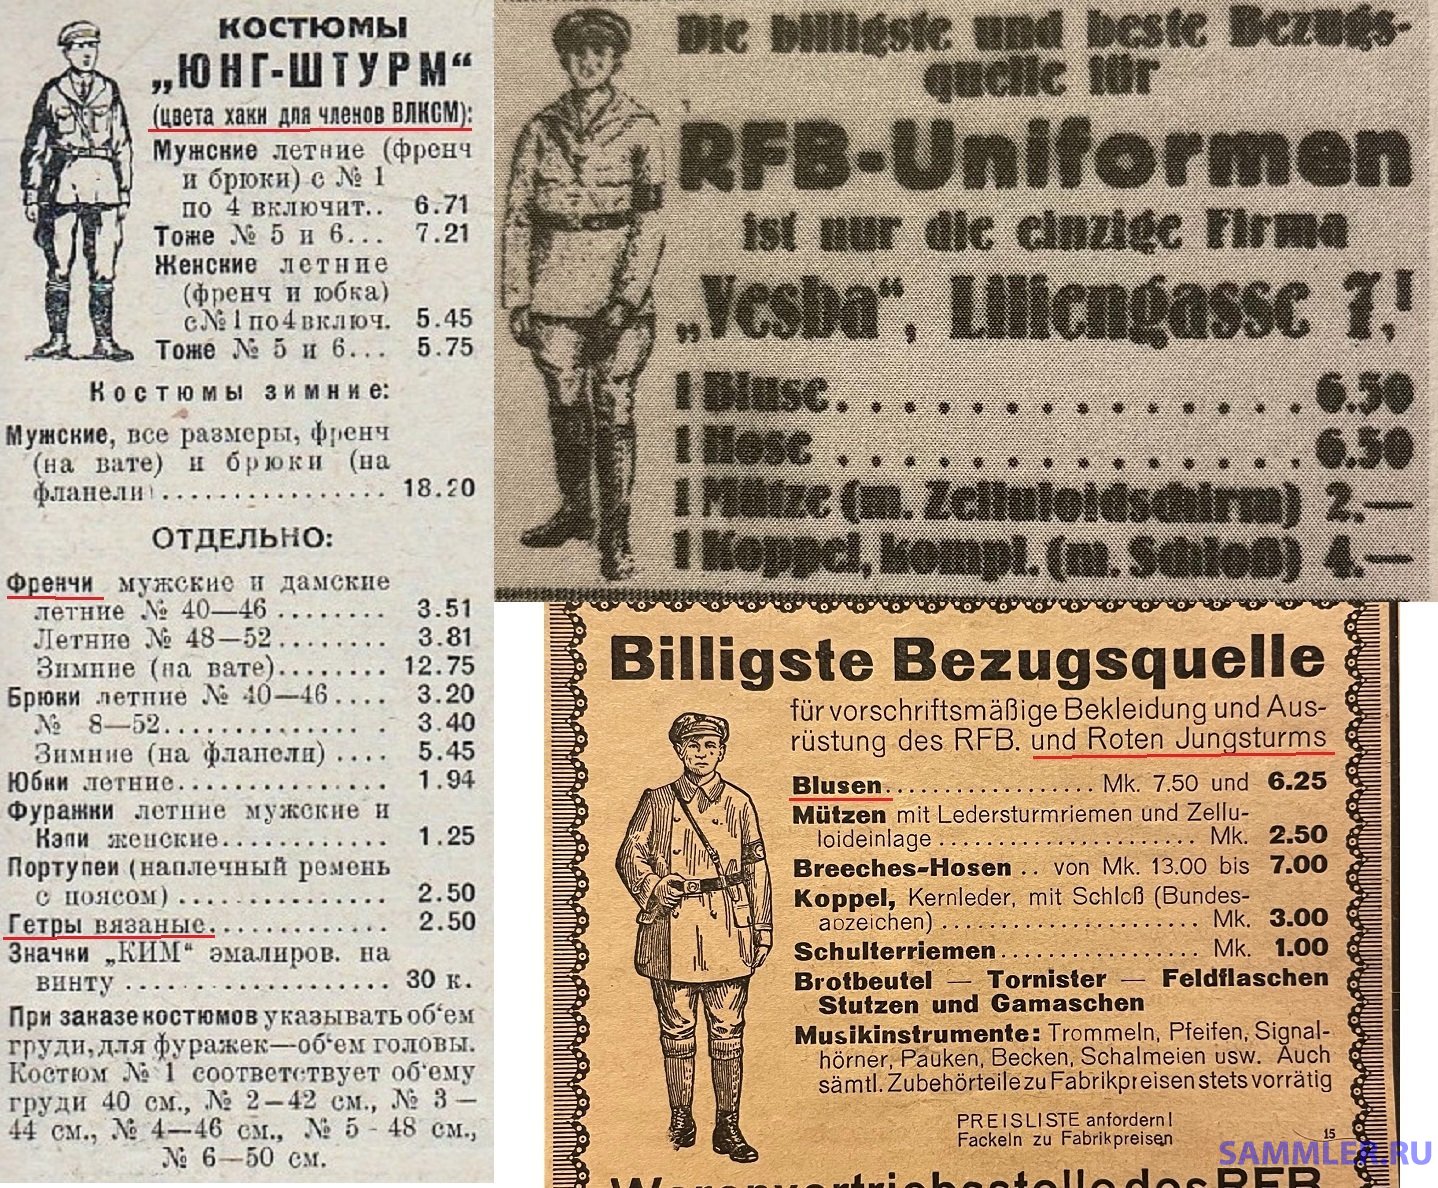 КОСТЮМЫ
„ЮНГ-ШТУРМ“
(цвета хаки для членов ВЛКСМ):
Мужские летние (френч
и брюки) с № 1
по 4 включит.. 6.71
Тоже № 5 и 6... 7.21
Женские летние
(френч и юбка)
с № 1 по 4 включ. 5.45
Тоже № 5 и 6... 5.75
Костюмы зимние:
Мужские, все размеры, френч
(на вате) и брюки (на
фланели) ................ 18.20
ОТДЕЛЬНО:
Френчи мужские и дамские
летние № 40—46 ........ 3.51
Летние № 48—52 ........ 3.81
Зимние (на вате)........ 12.75
Брюки летние № 40—46 .... 3.20
№ 8—52................ 3.40
Зимние (на фланели) .... 5.45
Юбки летние.............. 1.94
Фуражки летние мужские и
Кэпи женские............ 1.25
Портупеи (наплечный ремень
с поясом) .............. 2.50
Гетры вязаные............. 2.50
Значки „КИМ“ эмалиров. на
винту .................. 30 к.
При заказе костюмов указывать об‘ем
груди, для фуражек—об‘ем головы.
Костюм № 1 соответствует об‘ему
груди 40 см., № 2—42 см., № 3—
44 см., № 4—46 см., № 5-48 см.,
№ 6—50 см.
Die billigste und beste Bezugs-
quelle für
RFB-Uniformen
ist nur die einzige Firma
„Vesba“, Liliengasse 7,!
1 Bluse. . . . . . . . . . . . . . . 6.50
1 Hose . . . . . . . . . . . . . . . 6.50
1 Mütze (m. Zelluloidschirm) 2.—
1 Koppel, kompl. (m. Schloß) 4.—
Billigste Bezugsquelle
für vorschriftsmäßige Bekleidung und Aus-
rüstung des RFB. und Roten Jungsturms
Blusen................... Mk. 7.50 und 6.25
Mützen mit Ledersturmriemen und Zellu-
loideinlage ........................ Mk. 2.50
Breeches-Hosen .. von Mk. 13.00 bis 7.00
Koppel, Kernleder, mit Schloß (Bundes-
abzeichen) ........................ Mk. 3.00
Schulterriemen................. Mk. 1.00
Brotbeutel — Tornister — Feldflaschen
Stutzen und Gamaschen
Musikinstrumente: Trommeln, Pfeifen, Signal-
hörner, Pauken, Becken, Schalmeien usw. Auch
sämtl. Zubehörteile zu Fabrikpreisen stets vorrätig
PREISLISTE anfordern!
Fackeln zu Fabrikpreisen
15
SAMMLER.RU
Warenvertriebsstelle des RFB